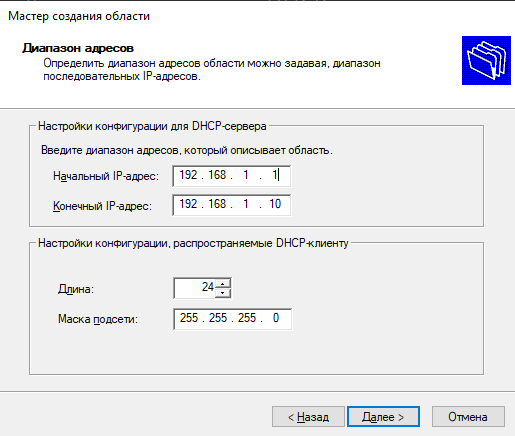 Мастер создания области
Диапазон адресов
Определить диапазон адресов области можно задавая, диапазон
последовательных IP-адресов.
Настройки конфигурации для DHCP-сервера
Введите диапазон адресов, который описывает область.
Начальный IP-адрес: 192 . 168 . 1 . 1
Конечный IP-адрес: 192 . 168 . 1 . 10
Настройки конфигурации, распространяемые DHCP-клиенту
Длина: 24
Маска подсети: 255 . 255 . 255 . 0
< Назад Далее > Отмена